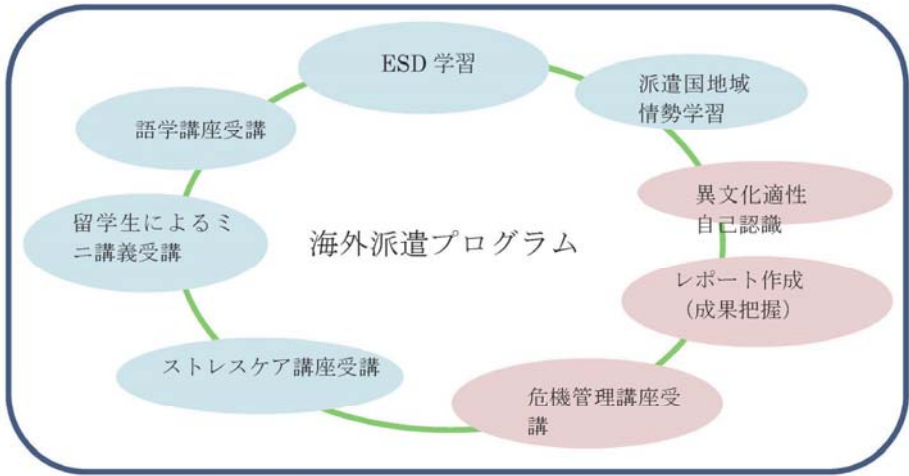 ESD 学習
派遣国地域
情勢学習
語学講座受講
異文化適性
自己認識
留学生によるミ
ニ講義受講
海外派遣プログラム
レポート作成
（成果把握）
ストレスケア講座受講
危機管理講座受
講